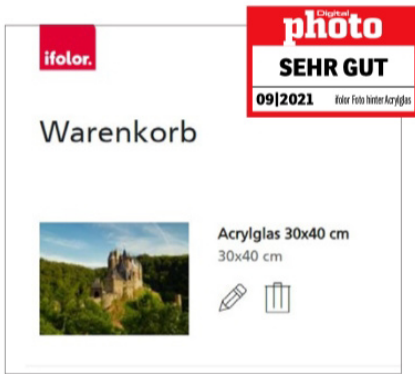 Digital
photo
SEHR GUT
09|2021 ifolor Foto hinter Acrylglas
ifolor.
Warenkorb
Acrylglas 30x40 cm
30x40 cm